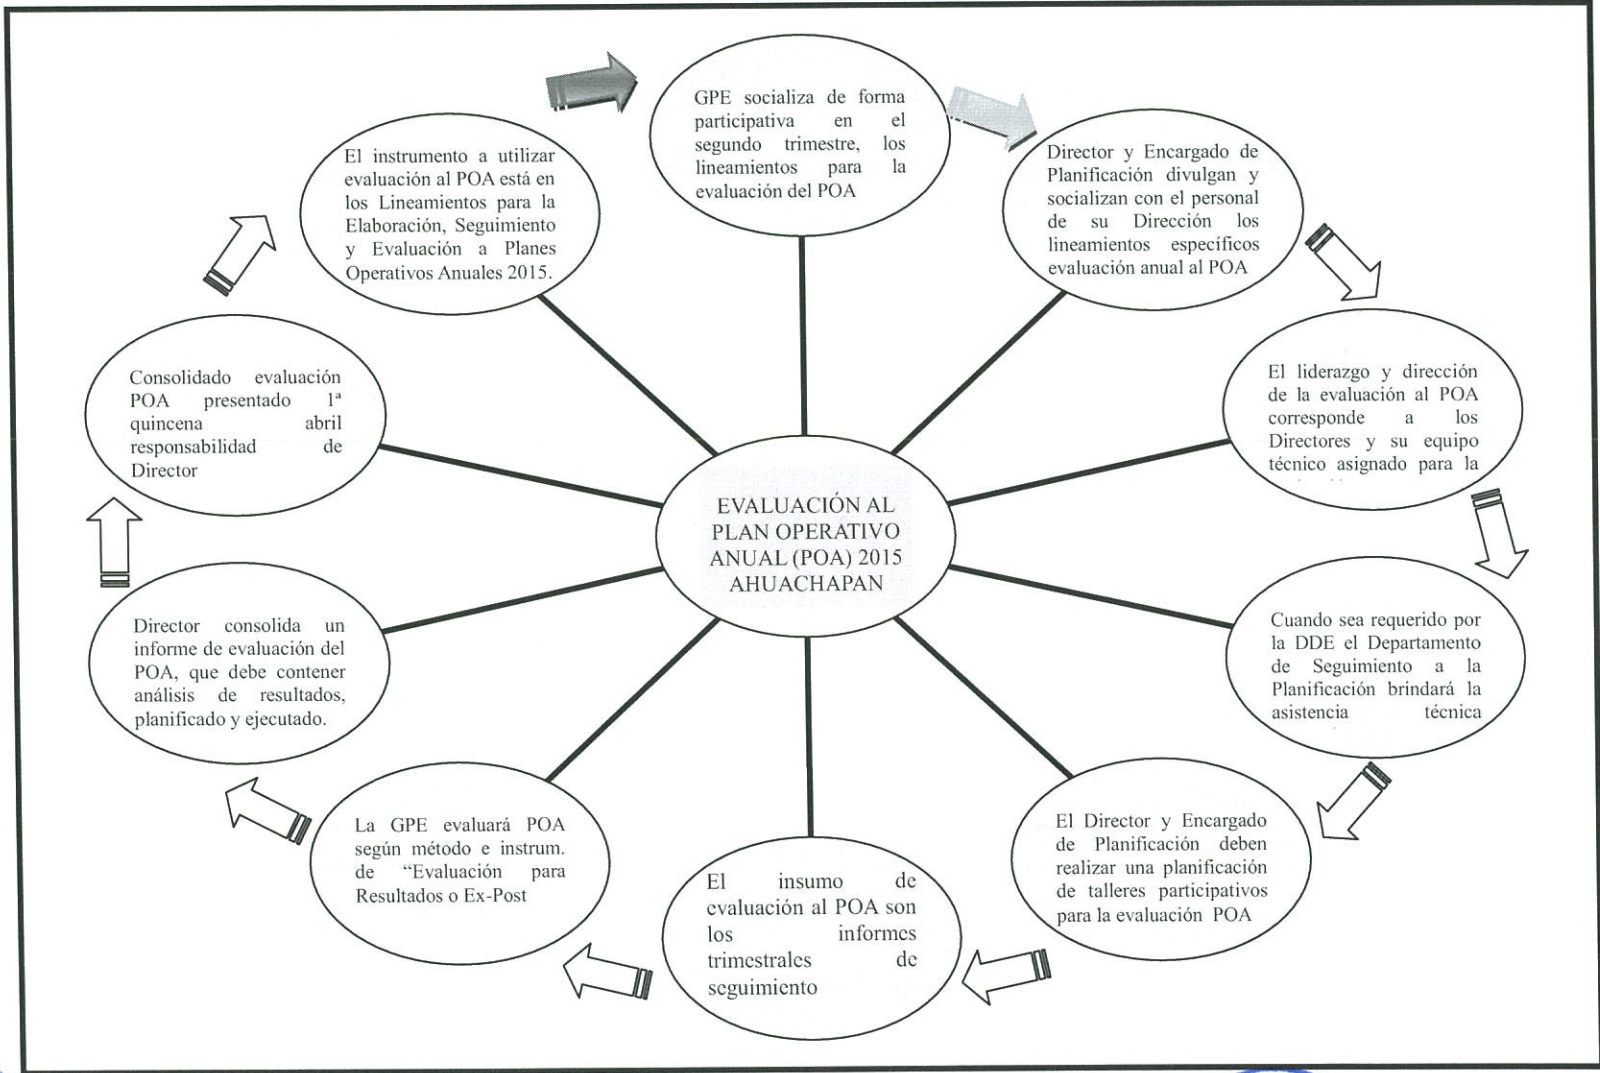 GPE socializa de forma
participativa en el
segundo trimestre, los
lineamientos para la
evaluación del POA
Director y Encargado de
Planificación divulgan y
socializan con el personal
de su Dirección los
lineamientos específicos
evaluación anual al POA
El liderazgo y dirección
de la evaluación al POA
corresponde a los
Directores y su equipo
técnico asignado para la
Cuando sea requerido por
la DDE el Departamento
de Seguimiento a la
Planificación brindará la
asistencia técnica
El Director y Encargado
de Planificación deben
realizar una planificación
de talleres participativos
para la evaluación POA
El insumo de
evaluación al POA son
los informes
trimestrales de
seguimiento
La GPE evaluará POA
según método e instrum.
de “Evaluación para
Resultados o Ex-Post
Director consolida un
informe de evaluación del
POA, que debe contener
análisis de resultados,
planificado y ejecutado.
Consolidado evaluación
POA presentado 1ª
quincena abril
responsabilidad de
Director
El instrumento a utilizar
evaluación al POA está en
los Lineamientos para la
Elaboración, Seguimiento
y Evaluación a Planes
Operativos Anuales 2015.
EVALUACIÓN AL
PLAN OPERATIVO
ANUAL (POA) 2015
AHUACHAPAN